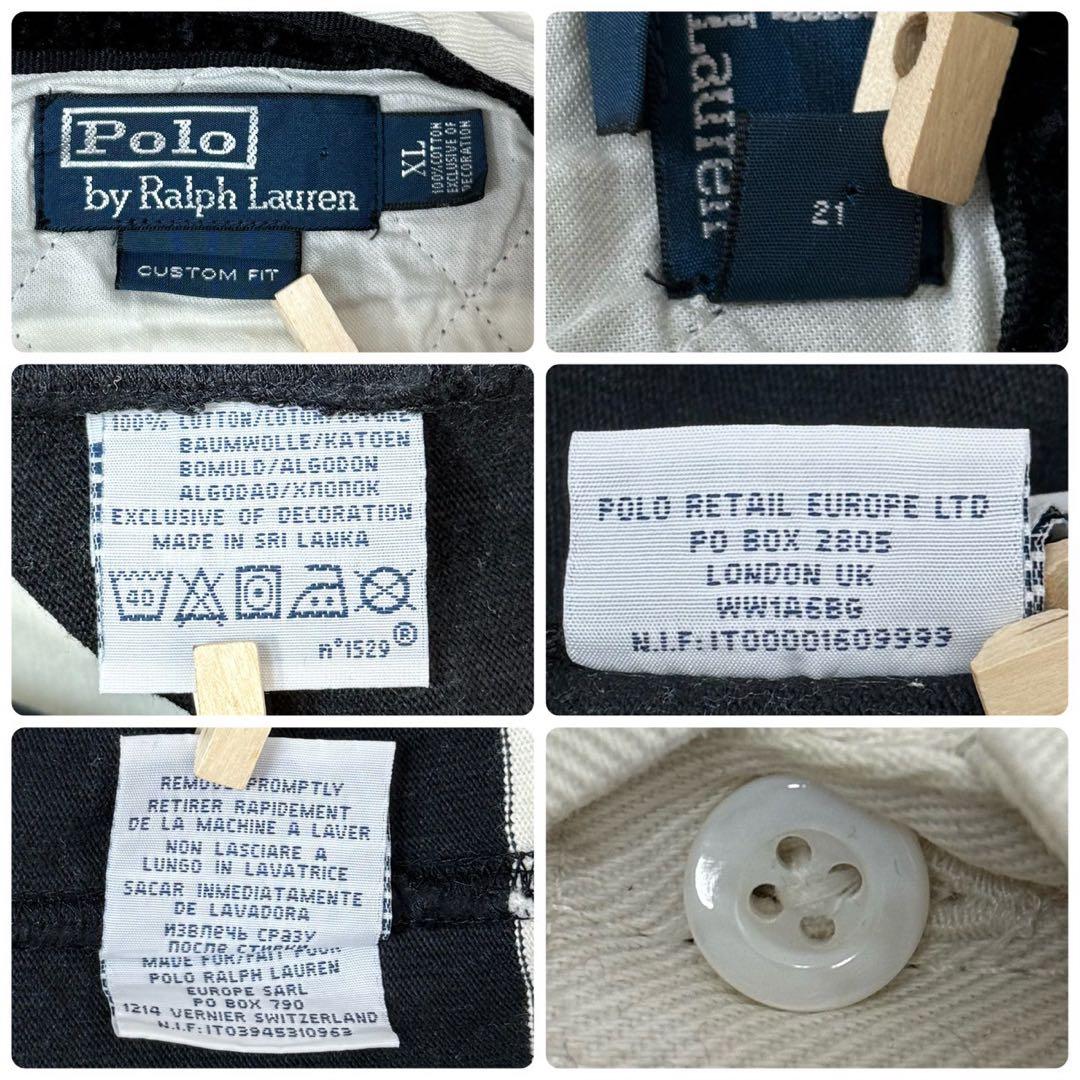 Polo
by Ralph Lauren
CUSTOM FIT
XL
100%COTTON
EXCLUSIVE OF
DECORATION
Lauren
100% COTTON/COTON/
BAUMWOLLE/KATOEN
BOMULD/ALGODON
ALGODAO/ХЛОПОК
EXCLUSIVE OF DECORATION
MADE IN SRI LANKA
40
n°1529®
POLO RETAIL EUROPE LTD
PO BOX 2805
LONDON UK
WW1A6BG
N.I.F:IT00001609999
PROMPTLY
RETIRER RAPIDEMENT
DE LA MACHINE A LAVER
NON LASCIARE A
LUNGO IN LAVATRICE
SACAR INMEDIATAMENTE
DE LAVADORA
ИЗВЛЕЧЬ СРАЗУ
ПОСЛЕ
MADE FOR/FAIT POUR
POLO RALPH LAUREN
EUROPE SARL
PO BOX 790
1214 VERNIER SWITZERLAND
N.I.F:IT03945310963